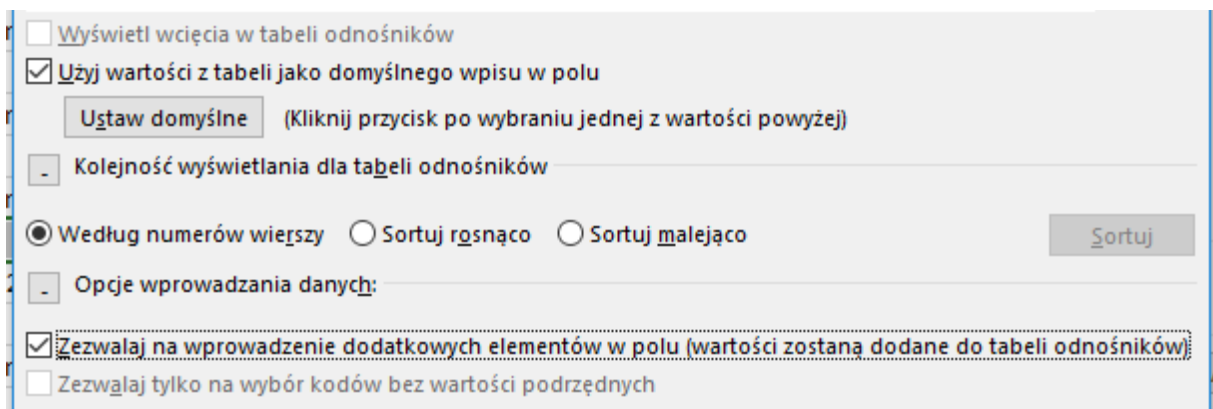 Wyświetl wcięcia w tabeli odnośników
Użyj wartości z tabeli jako domyślnego wpisu w polu
Ustaw domyślne (Kliknij przycisk po wybraniu jednej z wartości powyżej)
- Kolejność wyświetlania dla tabeli odnośników
Według numerów wierszy Sortuj rosnąco Sortuj malejąco Sortuj
- Opcje wprowadzania danych:
Zezwalaj na wprowadzenie dodatkowych elementów w polu (wartości zostaną dodane do tabeli odnośników)
Zezwalaj tylko na wybór kodów bez wartości podrzędnych